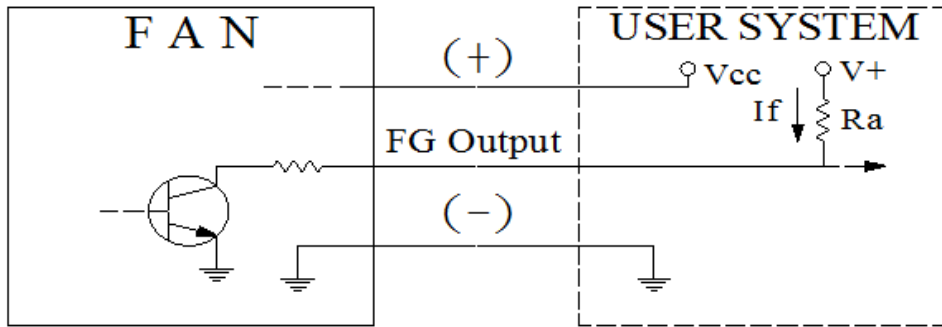 F A N
USER SYSTEM
(+)
Vcc
V+
If
Ra
FG Output
(-)